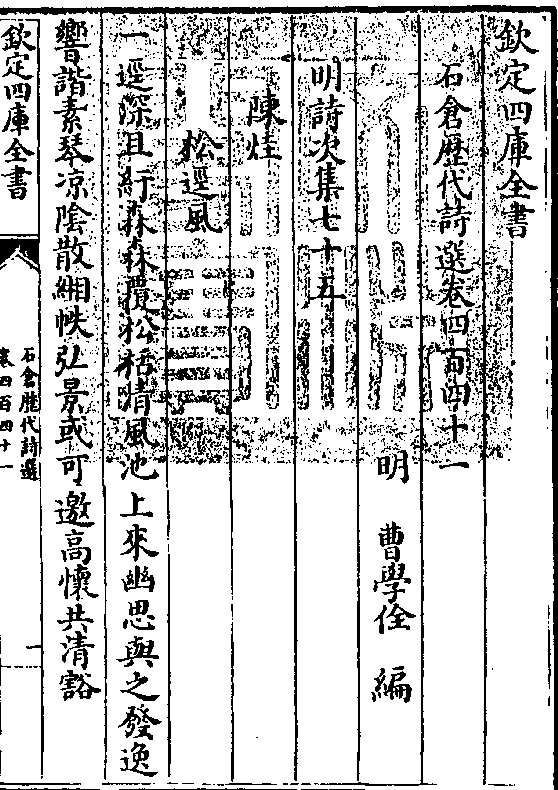 欽定四庫全書
石倉歴代詩選卷四百四十一
明 曹學佺 編
明詩次集七十五
陳烓
松逕風
一逕深且紆森森覆松栝清風池上來幽思與之發逸
響諧素琴凉陰散緗帙弘景或可邀高懷共清豁
欽定四庫全書
石倉歴代詩選
卷四百四十一
一